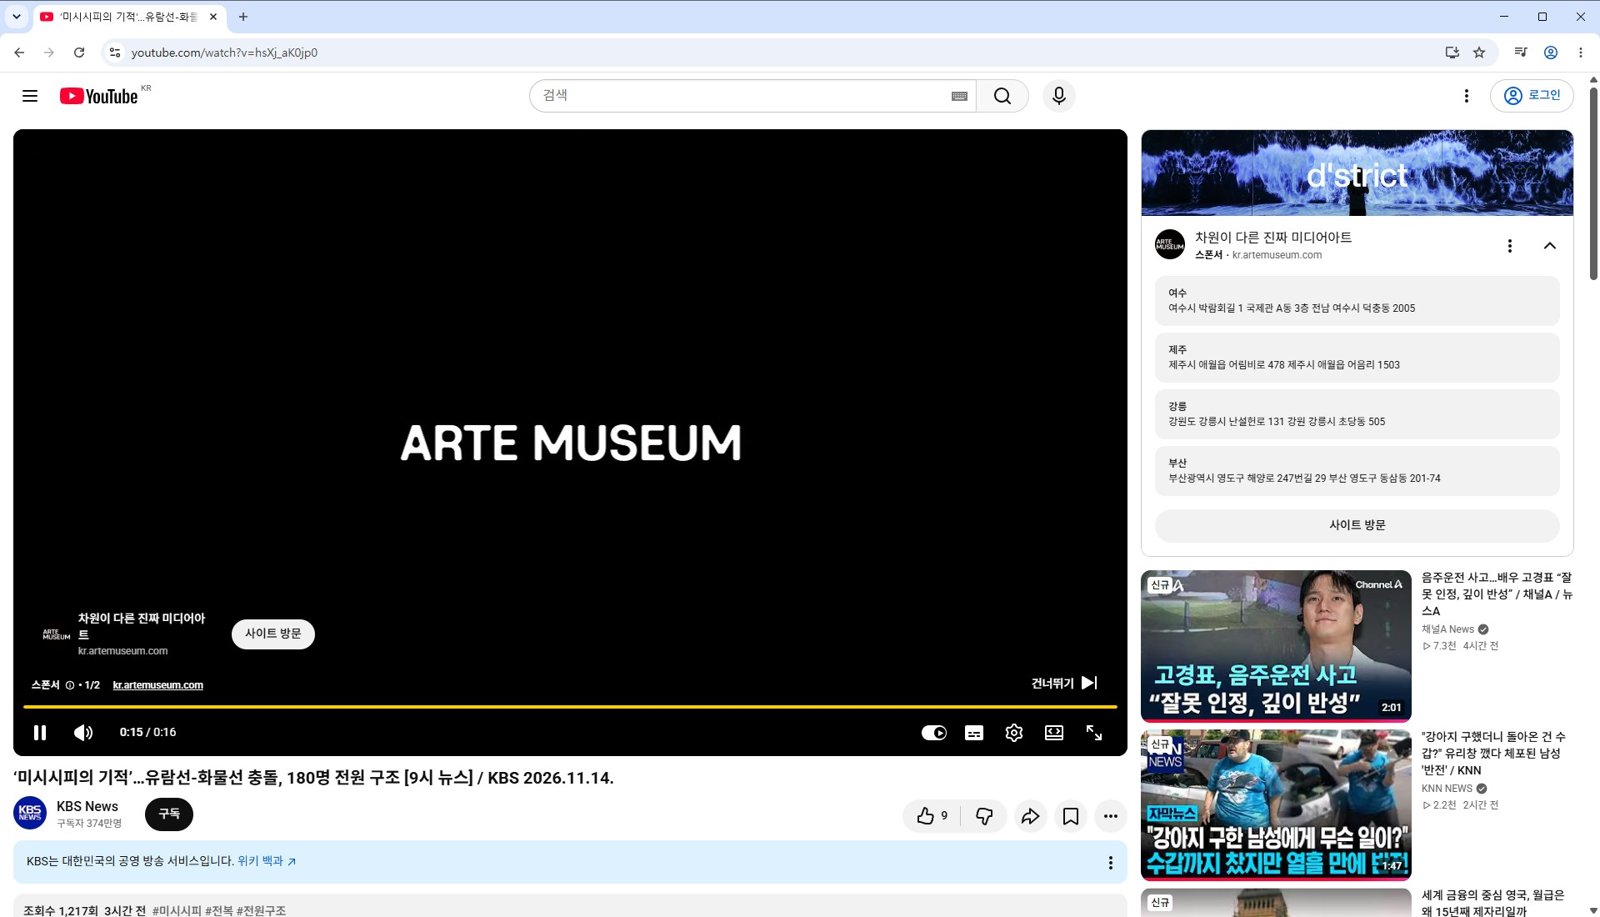 ‘미시시피의 기적’...유람선-화물
youtube.com/watch?v=hsXj_aK0jp0
YouTube KR
검색
로그인
ARTE MUSEUM
ARTE MUSEUM
차원이 다른 진짜 미디어아
트
kr.artemuseum.com
사이트 방문
스폰서 · 1/2 kr.artemuseum.com
건너뛰기
0:15 / 0:16
‘미시시피의 기적’...유람선-화물선 충돌, 180명 전원 구조 [9시 뉴스] / KBS 2026.11.14.
KBS NEWS
KBS News
구독자 374만명
구독
9
KBS는 대한민국의 공영 방송 서비스입니다. 위키 백과
조회수 1,217회 3시간 전 #미시시피 #전복 #전원구조
d'strict
ARTE MUSEUM
차원이 다른 진짜 미디어아트
스폰서 · kr.artemuseum.com
여수
여수시 박람회길 1 국제관 A동 3층 전남 여수시 덕충동 2005
제주
제주시 애월읍 어림비로 478 제주시 애월읍 어음리 1503
강릉
강원도 강릉시 난설헌로 131 강원 강릉시 초당동 505
부산
부산광역시 영도구 해양로 247번길 29 부산 영도구 동삼동 201-74
사이트 방문
신규
Channel A
고경표, 음주운전 사고
“잘못 인정, 깊이 반성”
2:01
음주운전 사고...배우 고경표 “잘
못 인정, 깊이 반성” / 채널A / 뉴
스A
채널A News
7.3천 4시간 전
신규
NEWS
자막뉴스
"강아지 구한 남성에게 무슨 일이?"
수갑까지 찼지만 열흘 만에 반전!
1:47
"강아지 구했더니 돌아온 건 수
갑?" 유리창 깼다 체포된 남성
'반전' / KNN
KNN NEWS
2.2천 2시간 전
신규
세계 금융의 중심 영국, 월급은
왜 15년째 제자리일까